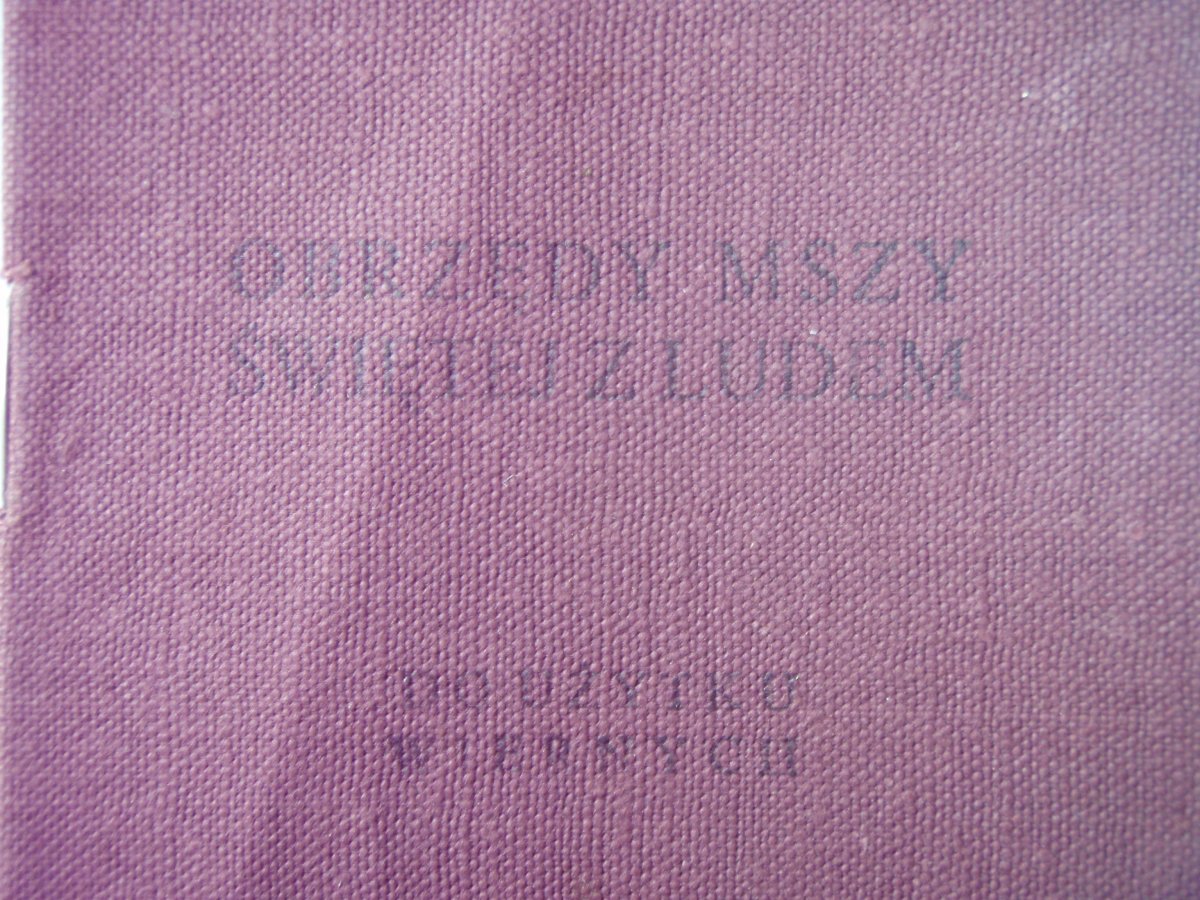 OBRZĘDY MSZY
ŚWIĘTEJ Z LUDEM
DO UŻYTKU
WIERNYCH